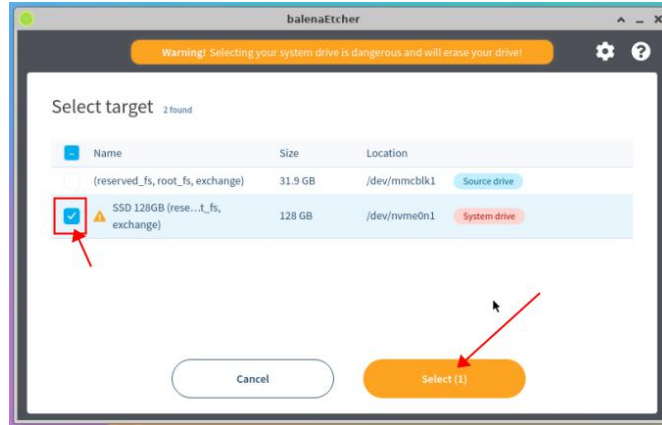 balenaEtcher
Warning! Selecting your system drive is dangerous and will erase your drive!
Select target 2 found
Name Size Location
(reserved_fs, root_fs, exchange) 31.9 GB /dev/mmcblk1 Source drive
SSD 128GB (rese...t_fs,
exchange) 128 GB /dev/nvme0n1 System drive
Cancel Select (1)